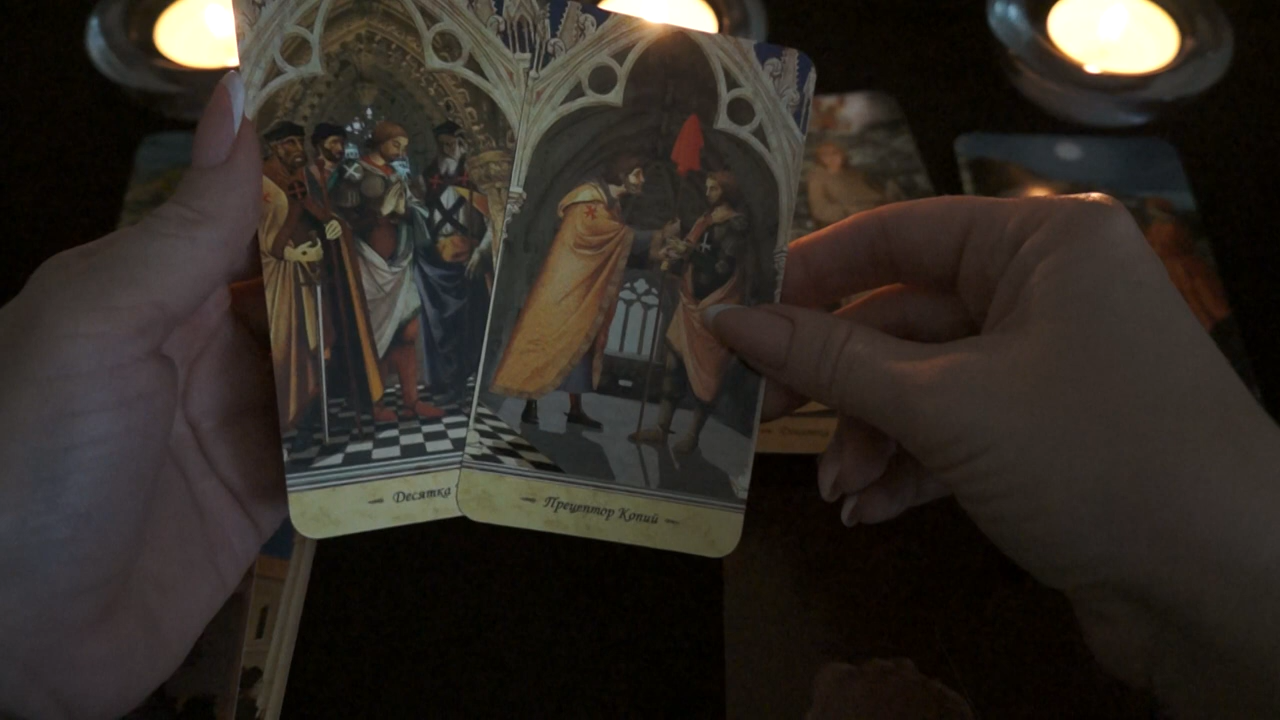 Десятка
Прецептор Копий